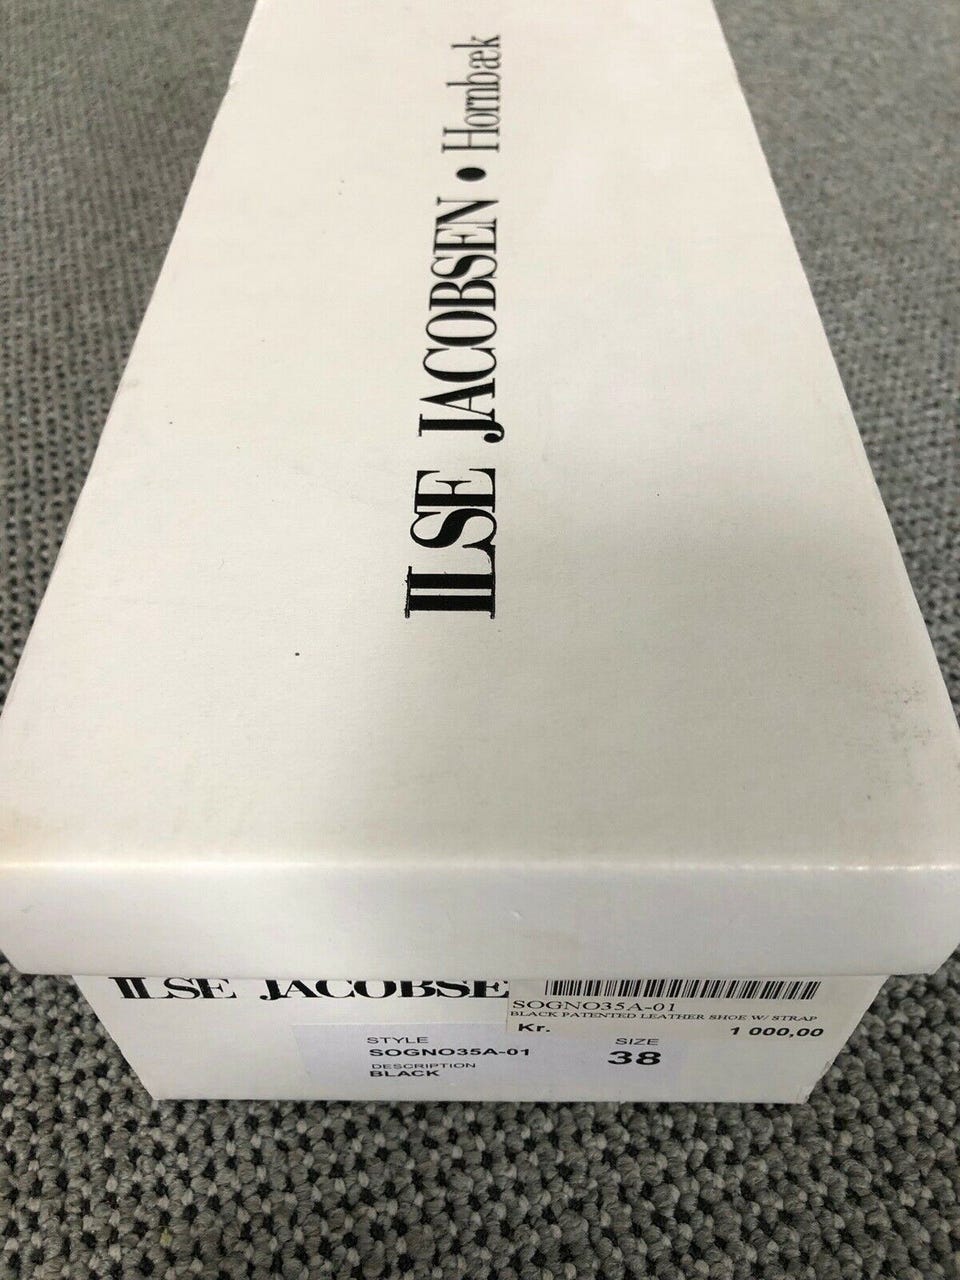 ILSE JACOBSEN • Hornbæk
ILSE JACOBSE
SOGNO35A-01
BLACK PATENTED LEATHER SHOE W/ STRAP
Kr. 1 000,00
STYLE
SOGNO35A-01
DESCRIPTION
BLACK
SIZE
38